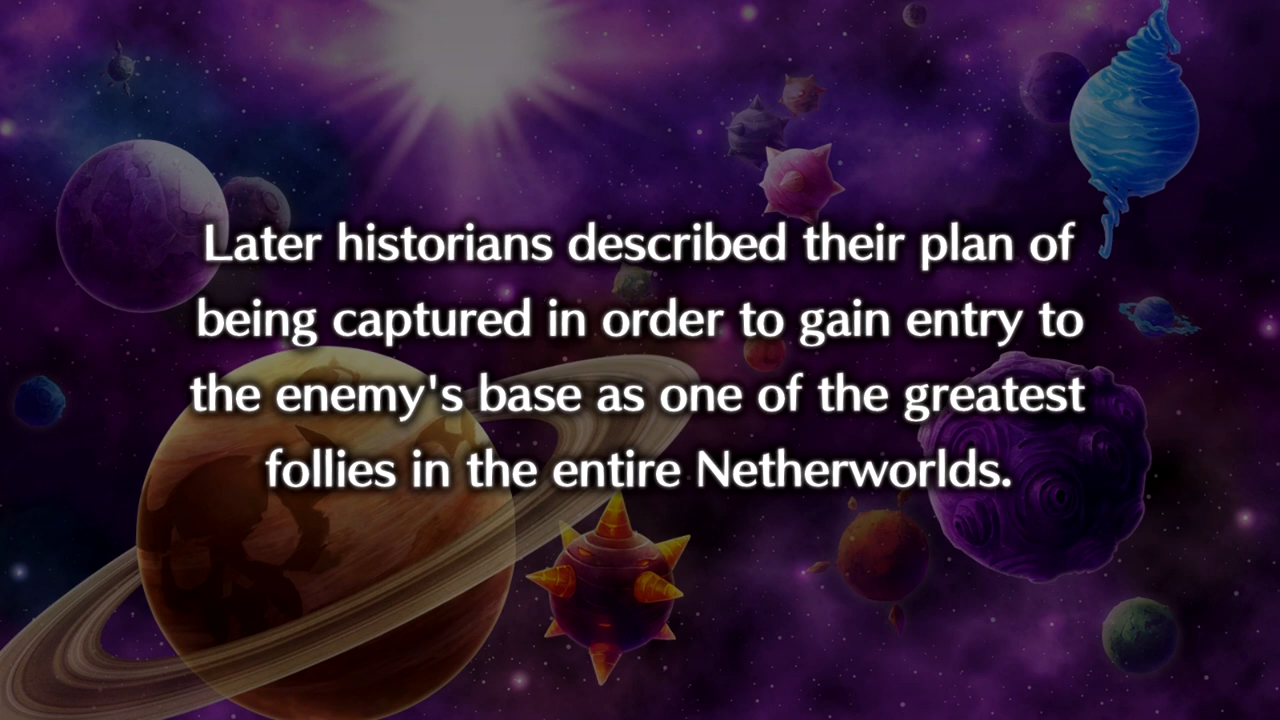 Later historians described their plan of
being captured in order to gain entry to
the enemy's base as one of the greatest
follies in the entire Netherworlds.